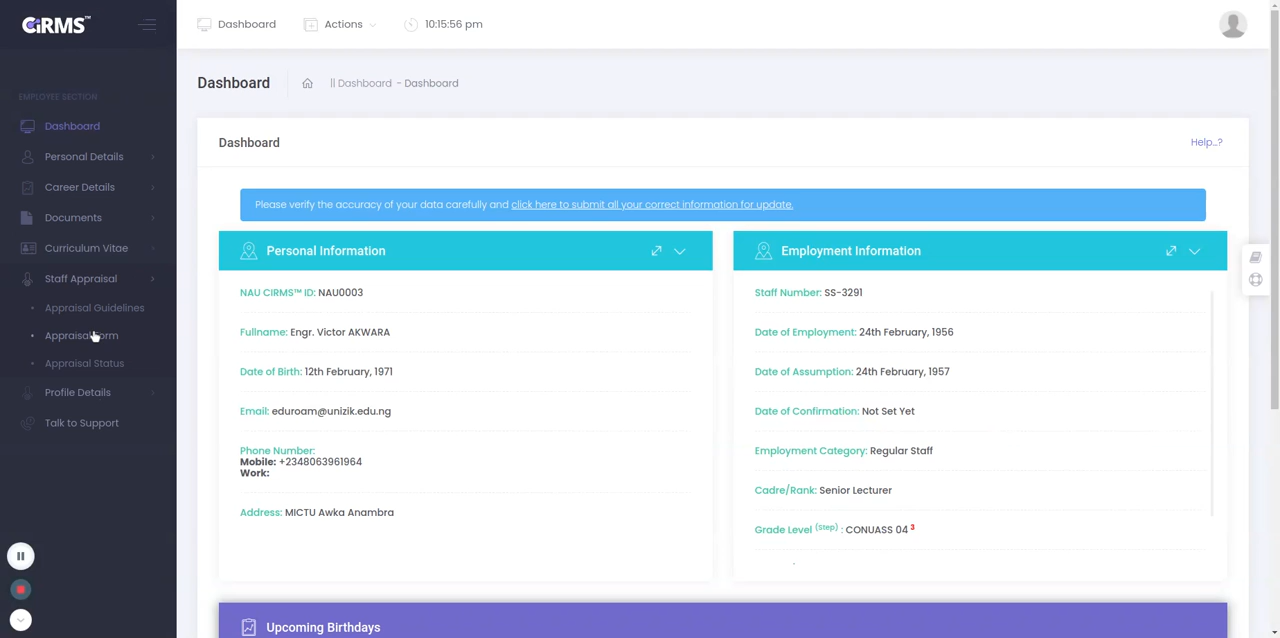 CiRMS™
Dashboard
Actions
10:15:56 pm
EMPLOYEE SECTION
Dashboard
Personal Details
Career Details
Documents
Curriculum Vitae
Staff Appraisal
Appraisal Guidelines
Appraisal Form
Appraisal Status
Profile Details
Talk to Support
Dashboard || Dashboard - Dashboard
Dashboard
Help...?
Please verify the accuracy of your data carefully and click here to submit all your correct information for update.
Personal Information
NAU CIRMS™ ID: NAU0003
Fullname: Engr. Victor AKWARA
Date of Birth: 12th February, 1971
Email: eduroam@unizik.edu.ng
Phone Number:
Mobile: +2348063961964
Work:
Address: MICTU Awka Anambra
Employment Information
Staff Number: SS-3291
Date of Employment: 24th February, 1956
Date of Assumption: 24th February, 1957
Date of Confirmation: Not Set Yet
Employment Category: Regular Staff
Cadre/Rank: Senior Lecturer
Grade Level (Step) : CONUASS 04 3
Upcoming Birthdays